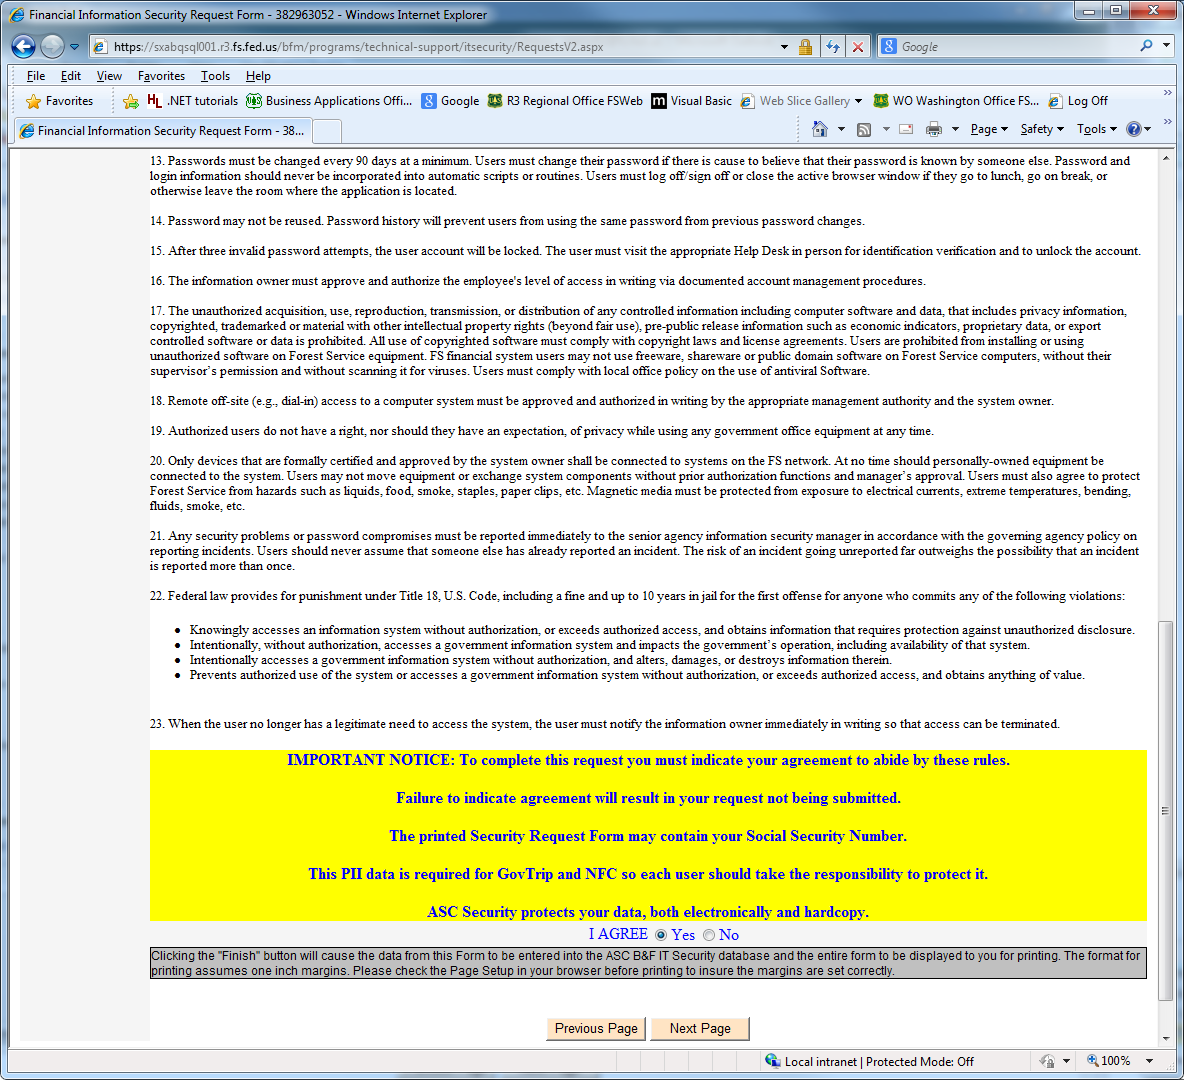 Financial Information Security Request Form - 382963052 - Windows Internet Explorer
https://sxabqsql001.r3.fs.fed.us/bfm/programs/technical-support/itsecurity/RequestsV2.aspx
Google
File Edit View Favorites Tools Help
Favorites HL .NET tutorials Business Applications Offi... Google R3 Regional Office FSWeb m Visual Basic Web Slice Gallery WO Washington Office FS... Log Off
Financial Information Security Request Form - 38...
Page Safety Tools
13. Passwords must be changed every 90 days at a minimum. Users must change their password if there is cause to believe that their password is known by someone else. Password and
login information should never be incorporated into automatic scripts or routines. Users must log off/sign off or close the active browser window if they go to lunch, go on break, or
otherwise leave the room where the application is located.
14. Password may not be reused. Password history will prevent users from using the same password from previous password changes.
15. After three invalid password attempts, the user account will be locked. The user must visit the appropriate Help Desk in person for identification verification and to unlock the account.
16. The information owner must approve and authorize the employee's level of access in writing via documented account management procedures.
17. The unauthorized acquisition, use, reproduction, transmission, or distribution of any controlled information including computer software and data, that includes privacy information,
copyrighted, trademarked or material with other intellectual property rights (beyond fair use), pre-public release information such as economic indicators, proprietary data, or export
controlled software or data is prohibited. All use of copyrighted software must comply with copyright laws and license agreements. Users are prohibited from installing or using
unauthorized software on Forest Service equipment. FS financial system users may not use freeware, shareware or public domain software on Forest Service computers, without their
supervisor's permission and without scanning it for viruses. Users must comply with local office policy on the use of antiviral Software.
18. Remote off-site (e.g., dial-in) access to a computer system must be approved and authorized in writing by the appropriate management authority and the system owner.
19. Authorized users do not have a right, nor should they have an expectation, of privacy while using any government office equipment at any time.
20. Only devices that are formally certified and approved by the system owner shall be connected to systems on the FS network. At no time should personally-owned equipment be
connected to the system. Users may not move equipment or exchange system components without prior authorization functions and manager's approval. Users must also agree to protect
Forest Service from hazards such as liquids, food, smoke, staples, paper clips, etc. Magnetic media must be protected from exposure to electrical currents, extreme temperatures, bending,
fluids, smoke, etc.
21. Any security problems or password compromises must be reported immediately to the senior agency information security manager in accordance with the governing agency policy on
reporting incidents. Users should never assume that someone else has already reported an incident. The risk of an incident going unreported far outweighs the possibility that an incident
is reported more than once.
22. Federal law provides for punishment under Title 18, U.S. Code, including a fine and up to 10 years in jail for the first offense for anyone who commits any of the following violations:
• Knowingly accesses an information system without authorization, or exceeds authorized access, and obtains information that requires protection against unauthorized disclosure.
• Intentionally, without authorization, accesses a government information system and impacts the government's operation, including availability of that system.
• Intentionally accesses a government information system without authorization, and alters, damages, or destroys information therein.
• Prevents authorized use of the system or accesses a government information system without authorization, or exceeds authorized access, and obtains anything of value.
23. When the user no longer has a legitimate need to access the system, the user must notify the information owner immediately in writing so that access can be terminated.
IMPORTANT NOTICE: To complete this request you must indicate your agreement to abide by these rules.
Failure to indicate agreement will result in your request not being submitted.
The printed Security Request Form may contain your Social Security Number.
This PII data is required for GovTrip and NFC so each user should take the responsibility to protect it.
ASC Security protects your data, both electronically and hardcopy.
I AGREE Yes No
Clicking the "Finish" button will cause the data from this Form to be entered into the ASC B&F IT Security database and the entire form to be displayed to you for printing. The format for
printing assumes one inch margins. Please check the Page Setup in your browser before printing to insure the margins are set correctly.
Previous Page Next Page
Local intranet | Protected Mode: Off 100%